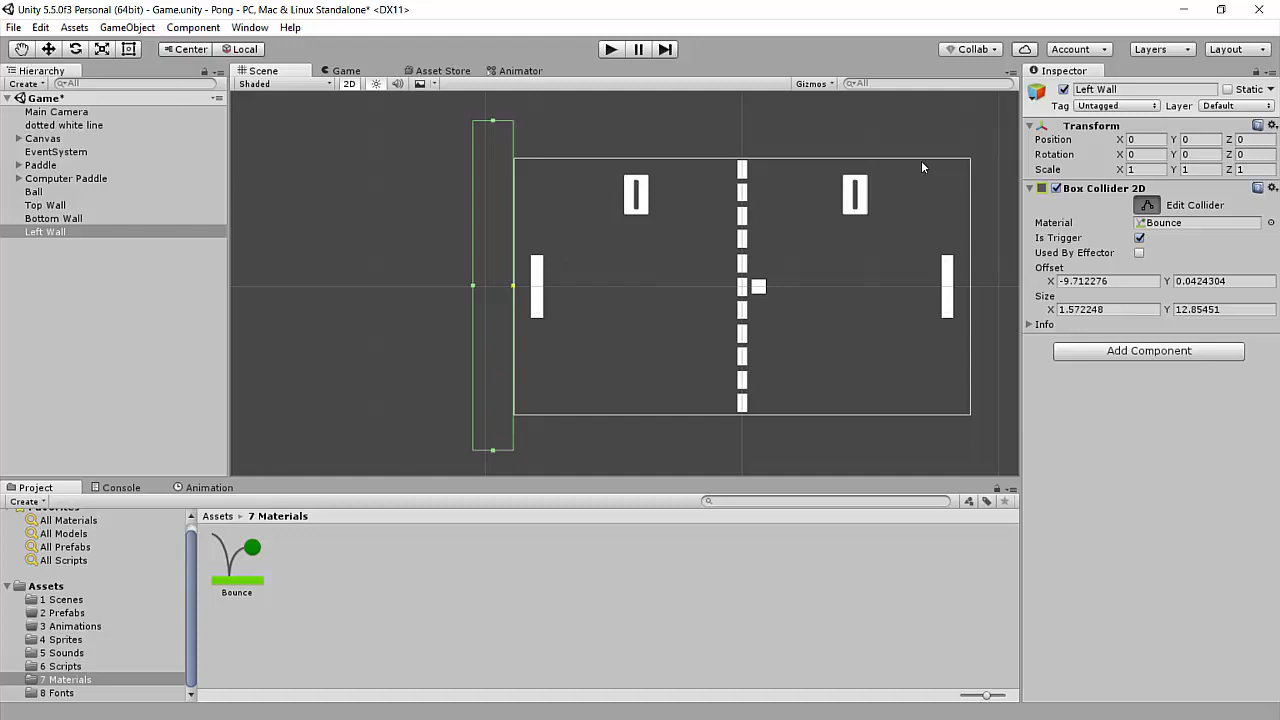 Unity 5.5.0f3 Personal (64bit) - Game.unity - Pong - PC, Mac & Linux Standalone* <DX11>
File Edit Assets GameObject Component Window Help
Center Local Collab Account Layers Layout
Hierarchy Scene Game Asset Store Animator Inspector
Create All Shaded 2D Gizmos All
Game*
Main Camera
dotted white line
Canvas
EventSystem
Paddle
Computer Paddle
Ball
Top Wall
Bottom Wall
Left Wall
0 0
Left Wall Static
Tag Untagged Layer Default
Transform
Position X 0 Y 0 Z 0
Rotation X 0 Y 0 Z 0
Scale X 1 Y 1 Z 1
Box Collider 2D
Edit Collider
Material Bounce
Is Trigger
Used By Effector
Offset
X -9.712276 Y 0.0424304
Size
X 1.572248 Y 12.85451
Info
Add Component
Project Console Animation
Create
Favorites
All Materials
All Models
All Prefabs
All Scripts
Assets
1 Scenes
2 Prefabs
3 Animations
4 Sprites
5 Sounds
6 Scripts
7 Materials
8 Fonts
Assets 7 Materials
Bounce